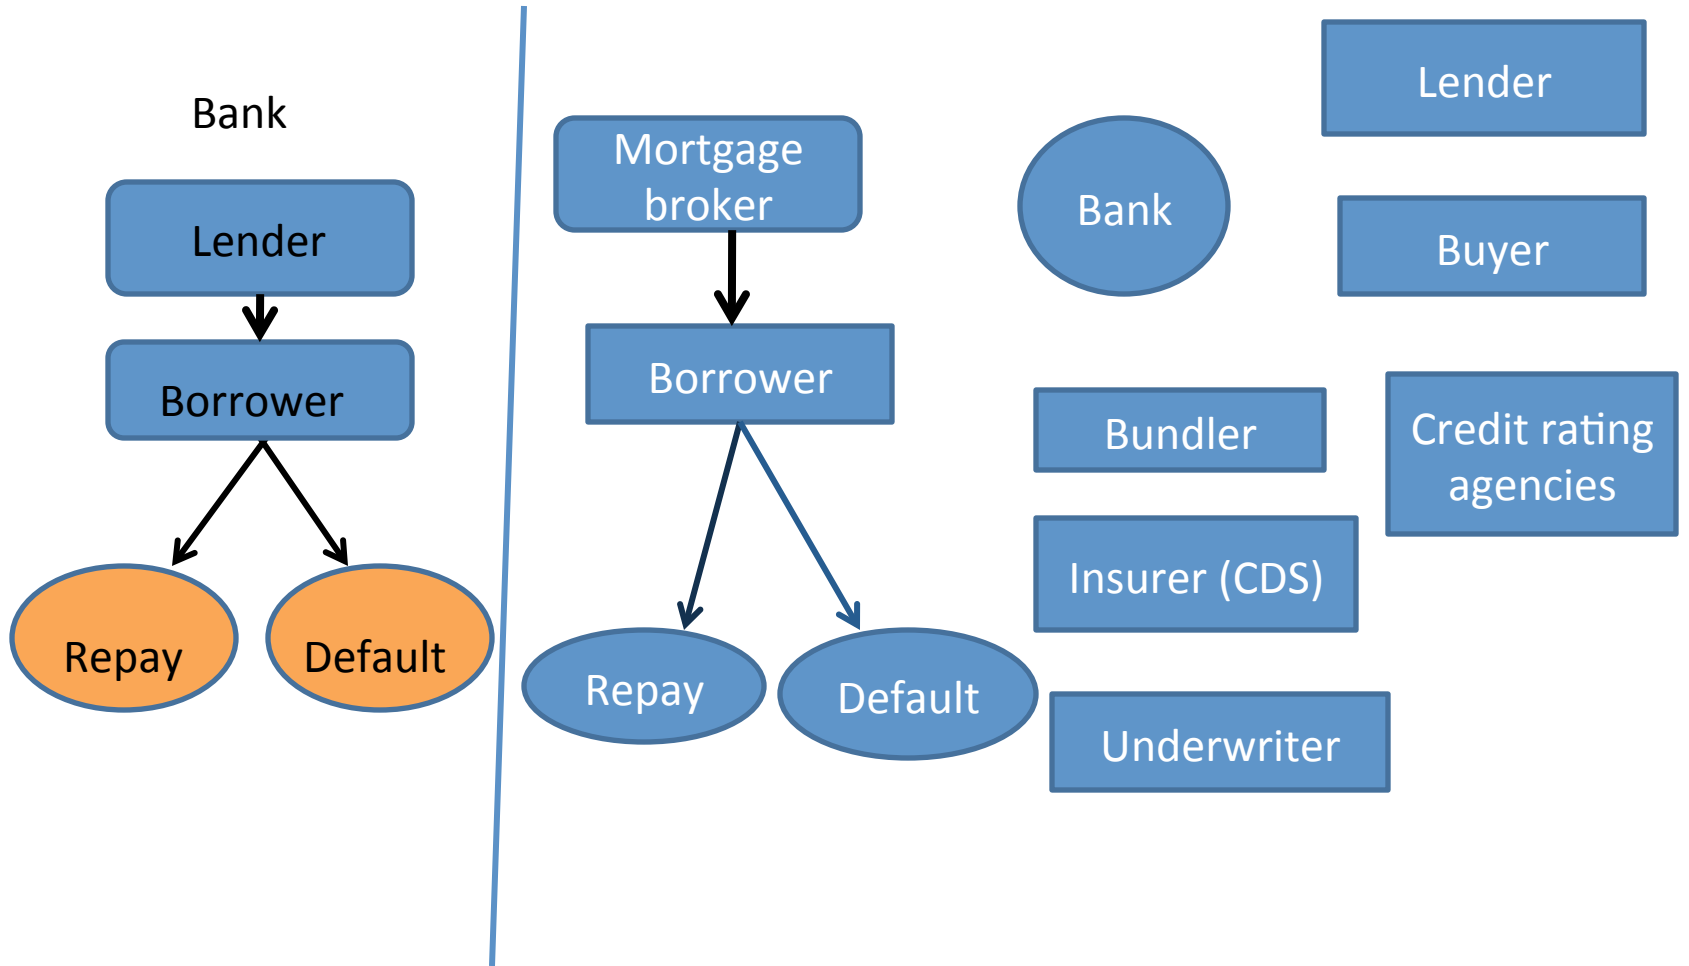 Bank
Lender
Borrower
Repay
Default
Mortgage
broker
Borrower
Repay
Default
Bank
Lender
Buyer
Bundler
Credit rating
agencies
Insurer (CDS)
Underwriter